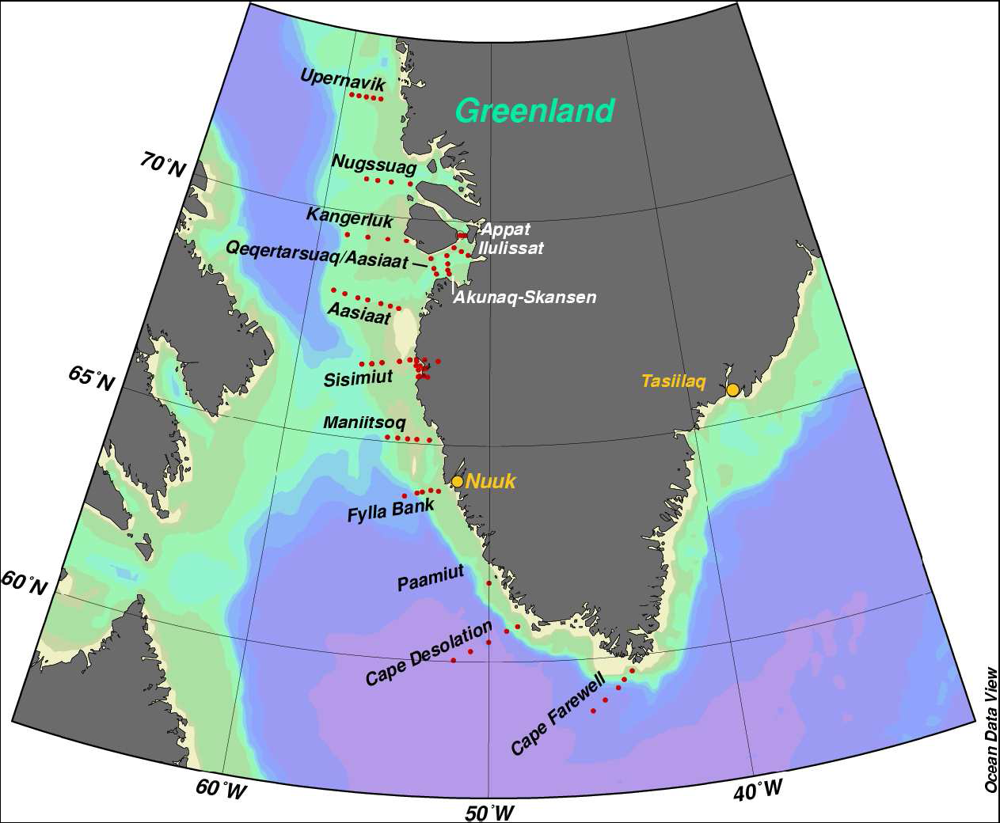 Upernavik
Greenland
70°N
Nugssuag
Kangerluk
Appat
Ilulissat
Qeqertarsuaq/Aasiaat
Akunaq-Skansen
Aasiaat
65°N
Sisimiut
Tasiilaq
Maniitsoq
Nuuk
Fylla Bank
60°N
Paamiut
Cape Desolation
Cape Farewell
Ocean Data View
60°W
50°W
40°W